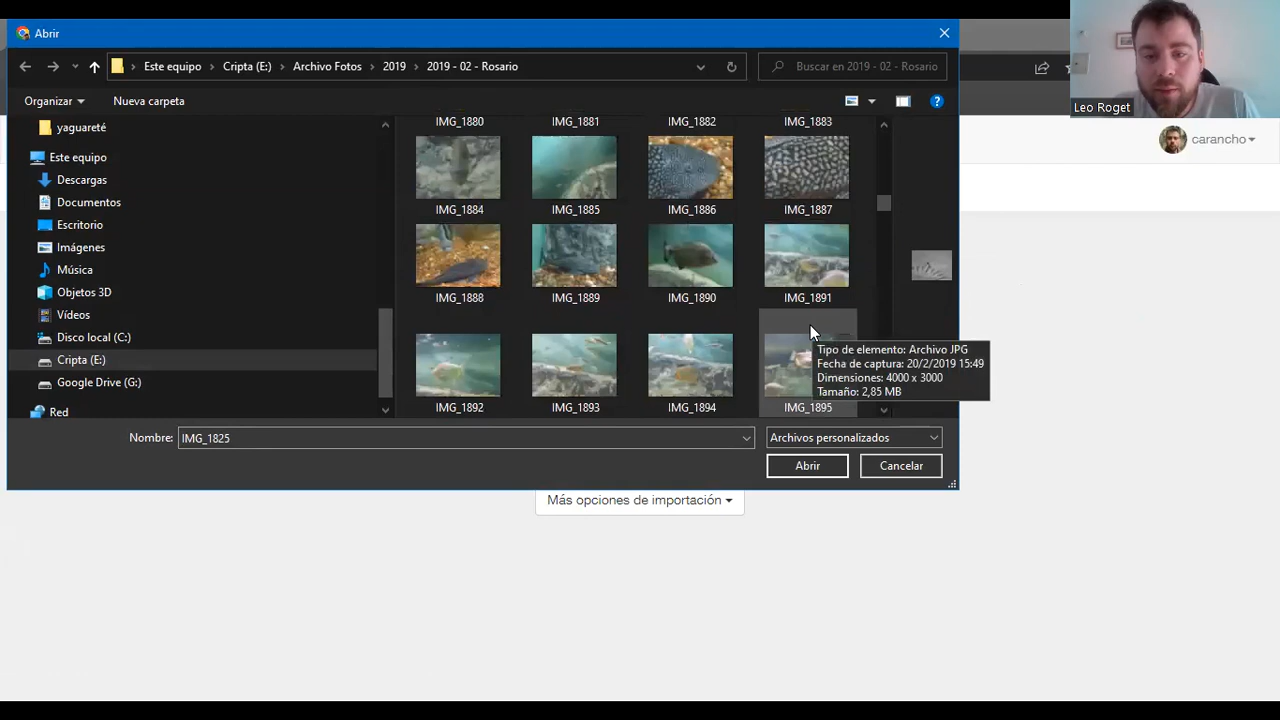 Abrir
Este equipo > Cripta (E:) > Archivo Fotos > 2019 > 2019 - 02 - Rosario
Buscar en 2019 - 02 - Rosario
Leo Roget
Organizar
Nueva carpeta
carancho
yaguareté
Este equipo
Descargas
Documentos
Escritorio
Imágenes
Música
Objetos 3D
Vídeos
Disco local (C:)
Cripta (E:)
Google Drive (G:)
Red
IMG_1880 IMG_1881 IMG_1882 IMG_1883
IMG_1884 IMG_1885 IMG_1886 IMG_1887
IMG_1888 IMG_1889 IMG_1890 IMG_1891
IMG_1892 IMG_1893 IMG_1894 IMG_1895
Tipo de elemento: Archivo JPG
Fecha de captura: 20/2/2019 15:49
Dimensiones: 4000 x 3000
Tamaño: 2,85 MB
Nombre: IMG_1825
Archivos personalizados
Abrir
Cancelar
Más opciones de importación